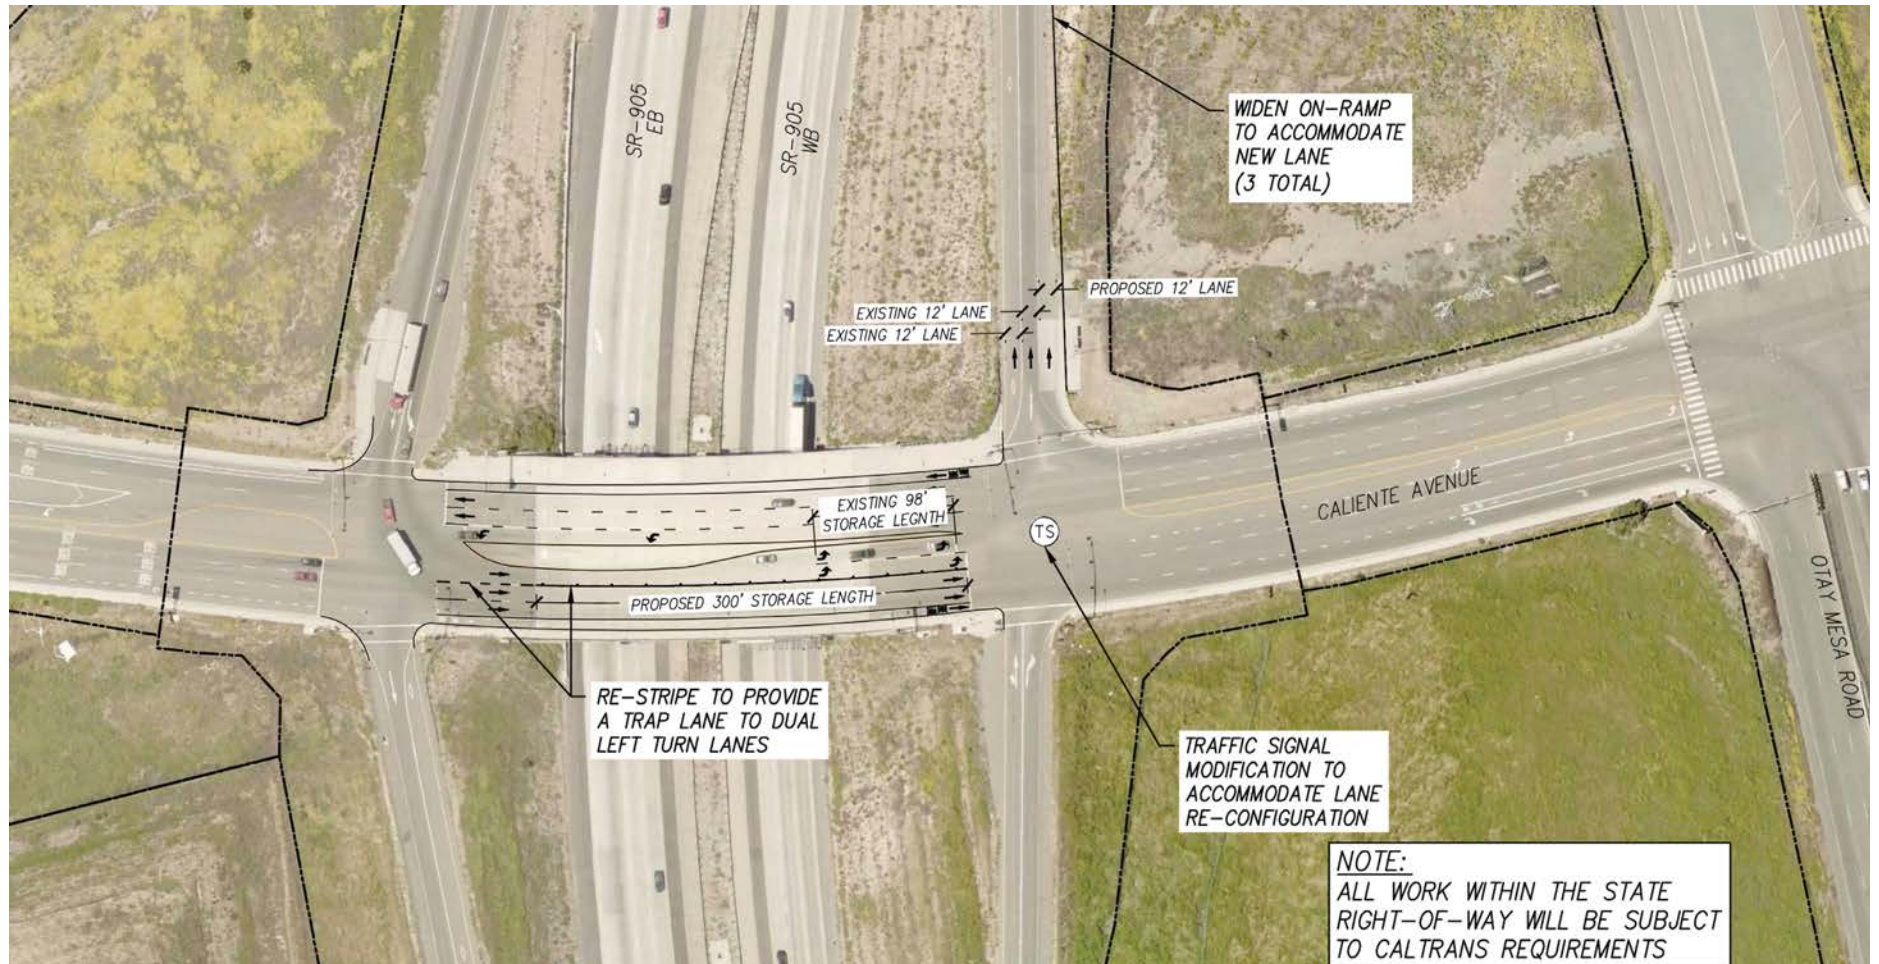 SR-905
EB
SR-905
WB
WIDEN ON-RAMP
TO ACCOMMODATE
NEW LANE
(3 TOTAL)
PROPOSED 12' LANE
EXISTING 12' LANE
EXISTING 12' LANE
EXISTING 98'
STORAGE LEGNTH
CALIENTE AVENUE
TS
PROPOSED 300' STORAGE LENGTH
OTAY MESA ROAD
RE-STRIPE TO PROVIDE
A TRAP LANE TO DUAL
LEFT TURN LANES
TRAFFIC SIGNAL
MODIFICATION TO
ACCOMMODATE LANE
RE-CONFIGURATION
NOTE:
ALL WORK WITHIN THE STATE
RIGHT-OF-WAY WILL BE SUBJECT
TO CALTRANS REQUIREMENTS